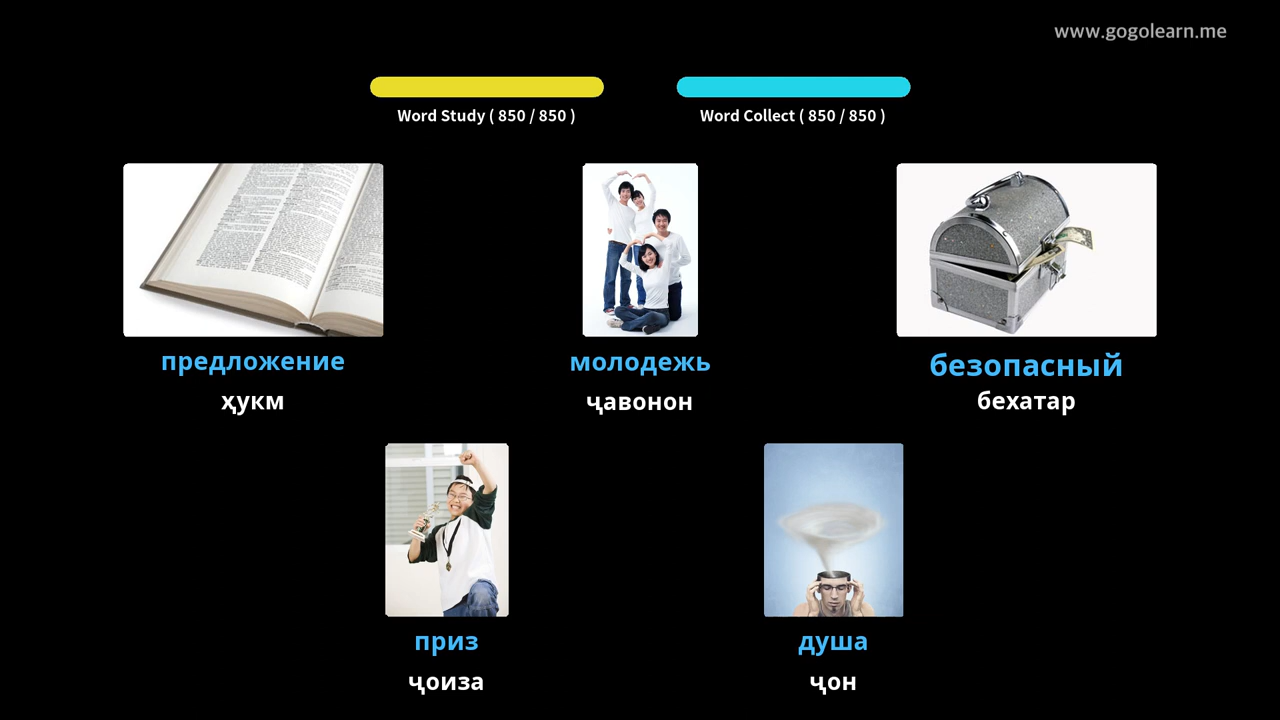 www.gogolearn.me
Word Study ( 850 / 850 )
Word Collect ( 850 / 850 )
предложение
ҳукм
молодежь
ҷавонон
безопасный
бехатар
приз
ҷоиза
душа
ҷон